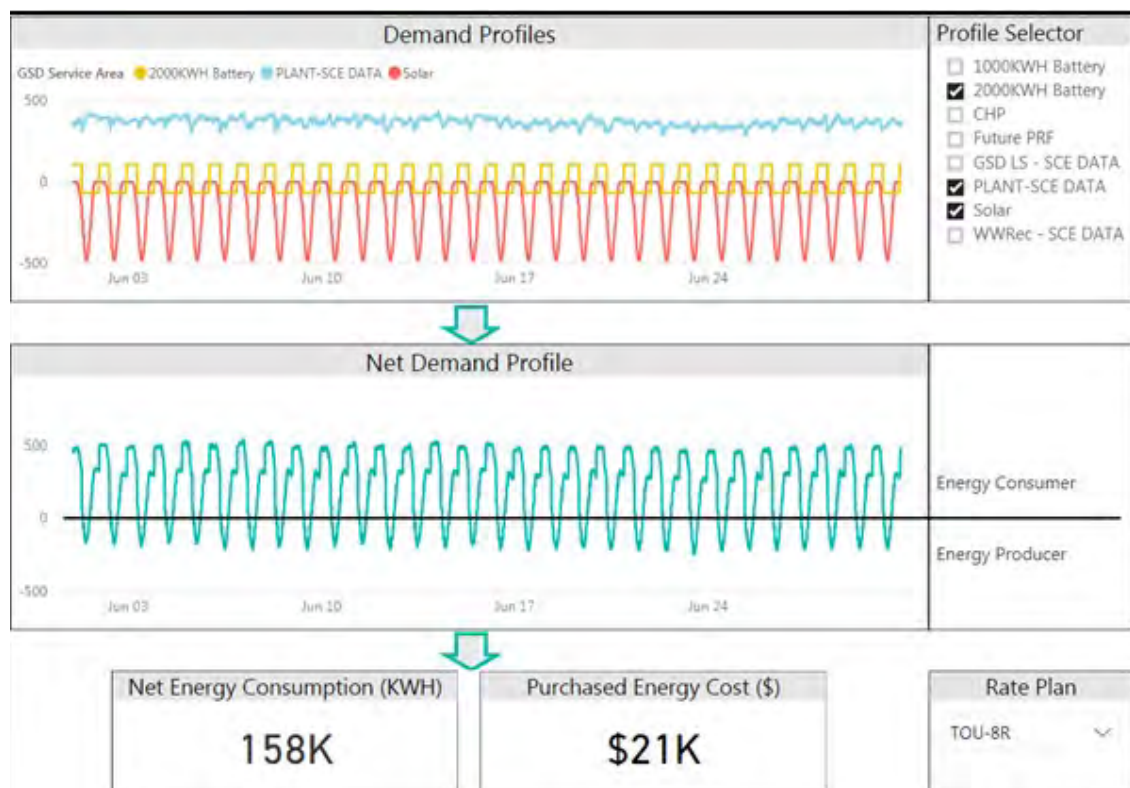 Demand Profiles
GSD Service Area 2000KWH Battery PLANT-SCE DATA Solar
500
0
-500
Jun 03 Jun 10 Jun 17 Jun 24
Profile Selector
1000KWH Battery
2000KWH Battery
CHP
Future PRF
GSD LS - SCE DATA
PLANT-SCE DATA
Solar
WWRec - SCE DATA
Net Demand Profile
500
0
-500
Jun 03 Jun 10 Jun 17 Jun 24
Energy Consumer
Energy Producer
Net Energy Consumption (KWH)
158K
Purchased Energy Cost ($)
$21K
Rate Plan
TOU-8R